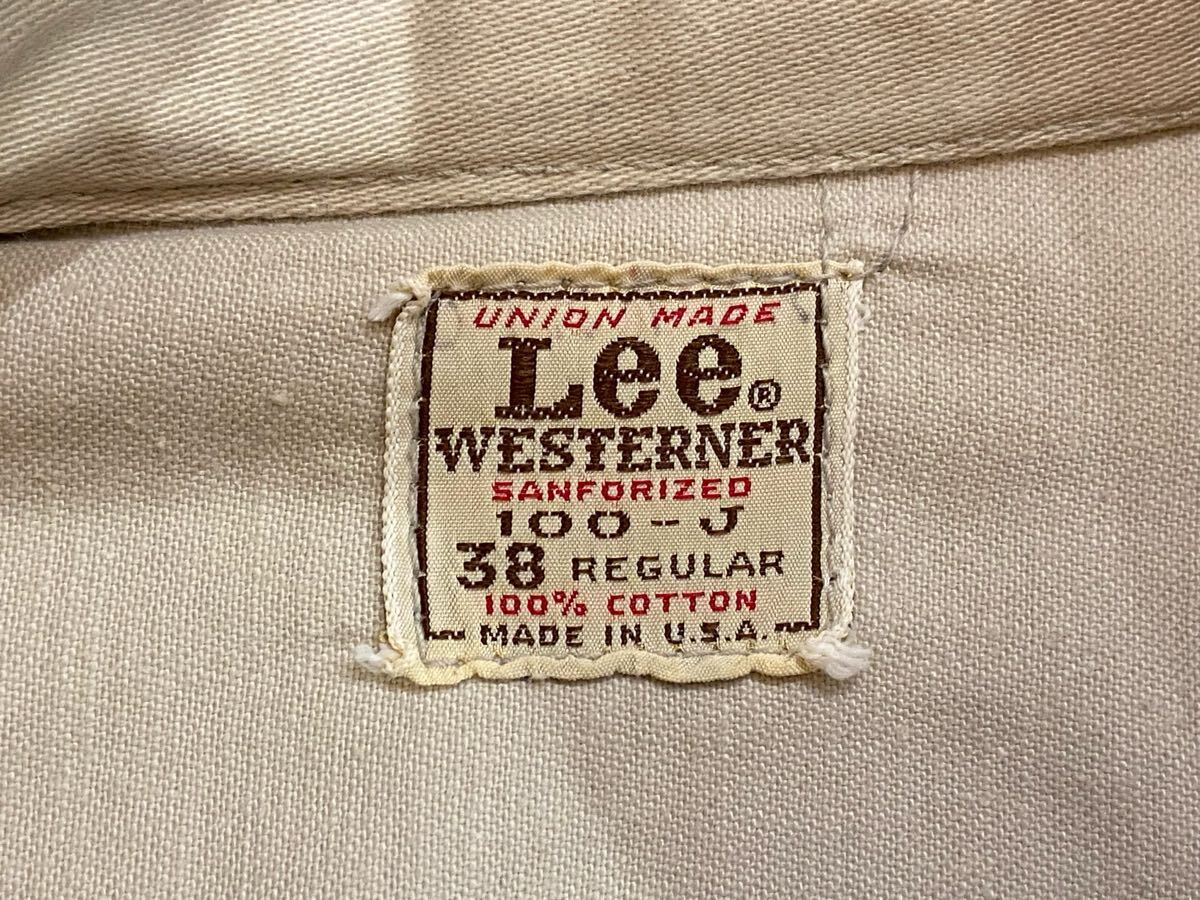 UNION MADE
Lee®
WESTERNER
SANFORIZED
100-J
38 REGULAR
100% COTTON
MADE IN U.S.A.